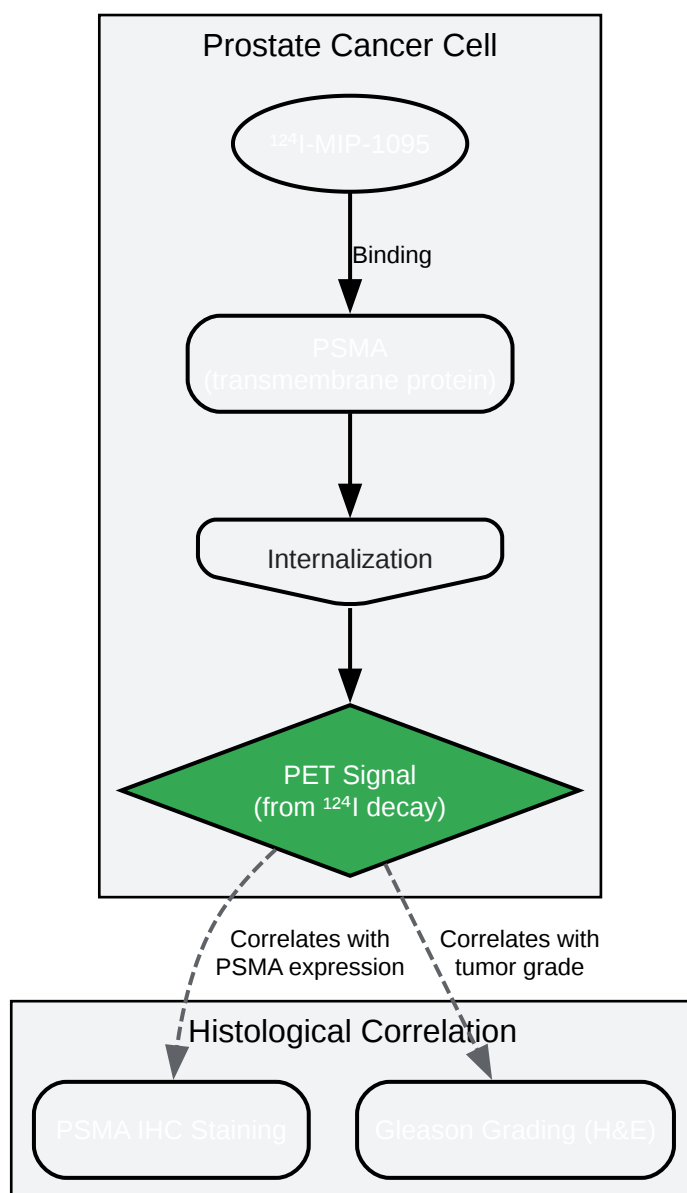 Prostate Cancer Cell
¹²⁴I-MIP-1095
Binding
PSMA
(transmembrane protein)
Internalization
PET Signal
(from ¹²⁴I decay)
Correlates with
PSMA expression
Correlates with
tumor grade
Histological Correlation
PSMA IHC Staining
Gleason Grading (H&E)